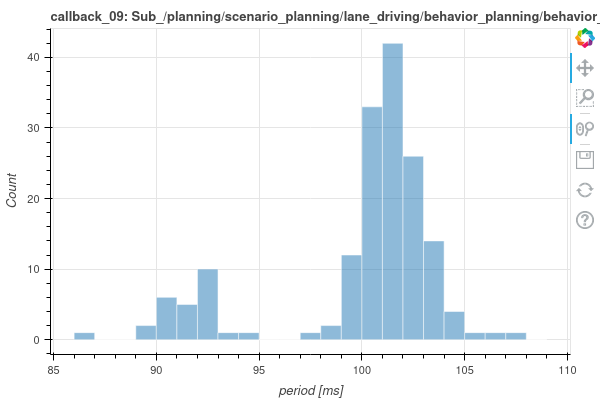 callback_09: Sub_/planning/scenario_planning/lane_driving/behavior_planning/behavior_
Count
40
30
20
10
0
85 90 95 100 105 110
period [ms]